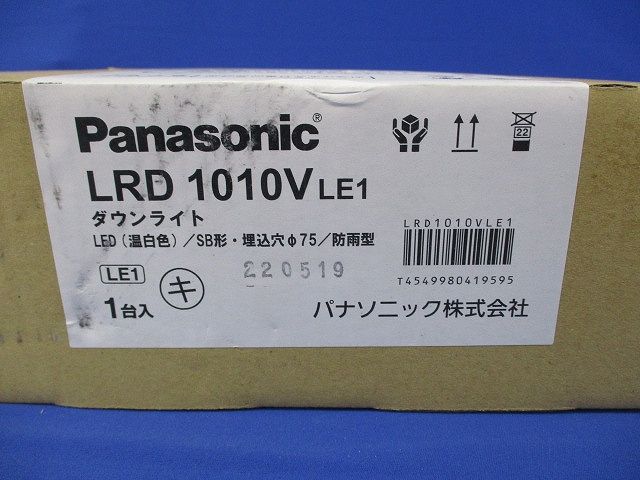 Panasonic®
LRD 1010V LE1
ダウンライト
LED(温白色)/SB形・埋込穴φ75/防雨型
LE1
1台入
キ
220519
22
LRD1010VLE1
T4549980419595
パナソニック株式会社